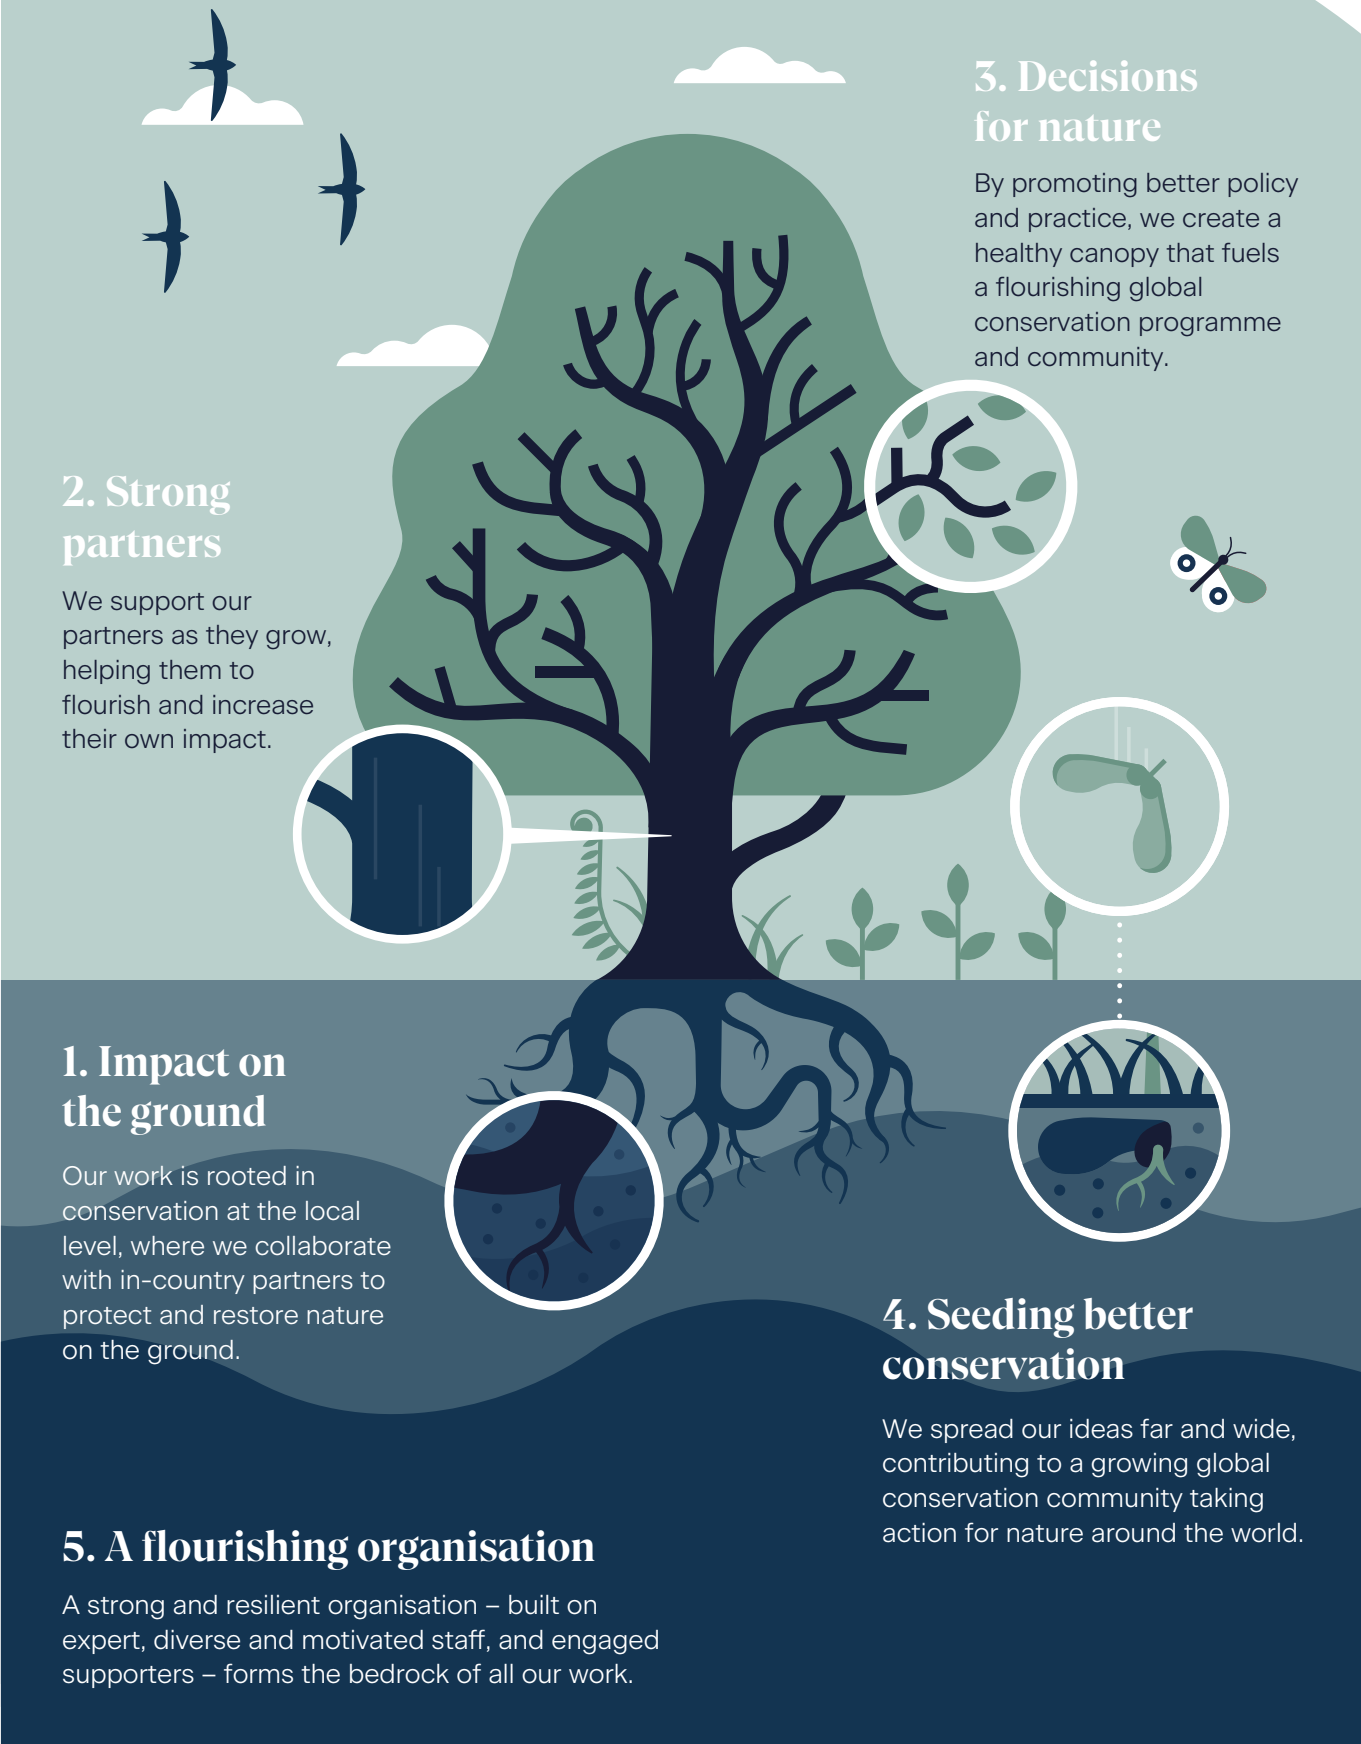 3. Decisions
for nature
By promoting better policy
and practice, we create a
healthy canopy that fuels
a flourishing global
conservation programme
and community.
2. Strong
partners
We support our
partners as they grow,
helping them to
flourish and increase
their own impact.
1. Impact on
the ground
Our work is rooted in
conservation at the local
level, where we collaborate
with in-country partners to
protect and restore nature
on the ground.
4. Seeding better
conservation
We spread our ideas far and wide,
contributing to a growing global
conservation community taking
action for nature around the world.
5. A flourishing organisation
A strong and resilient organisation – built on
expert, diverse and motivated staff, and engaged
supporters – forms the bedrock of all our work.